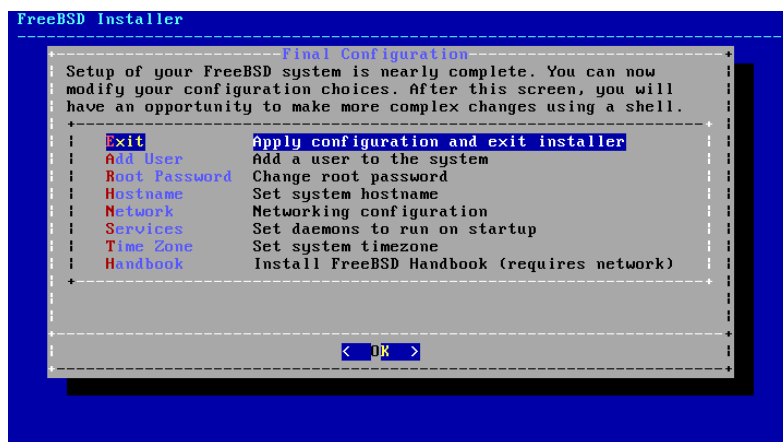 FreeBSD Installer
Final Configuration
Setup of your FreeBSD system is nearly complete. You can now
modify your configuration choices. After this screen, you will
have an opportunity to make more complex changes using a shell.
Exit Apply configuration and exit installer
Add User Add a user to the system
Root Password Change root password
Hostname Set system hostname
Network Networking configuration
Services Set daemons to run on startup
Time Zone Set system timezone
Handbook Install FreeBSD Handbook (requires network)
< OK >